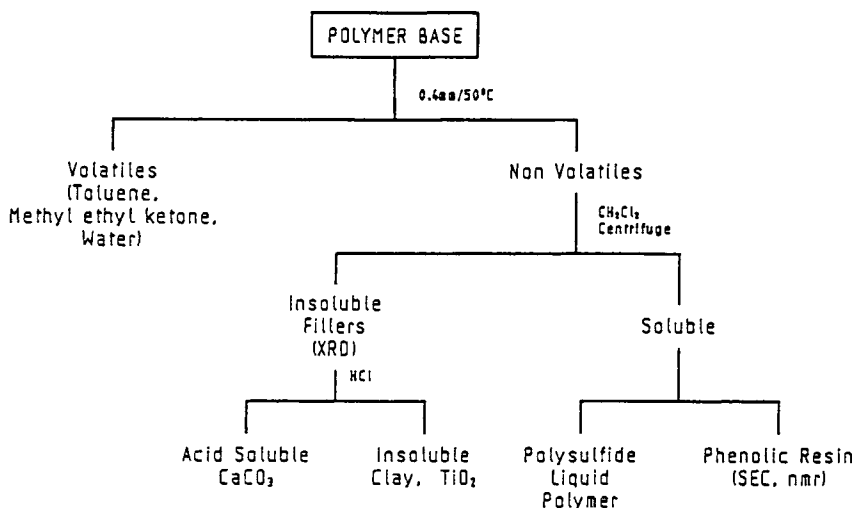 POLYMER BASE
0.4mm/50°C
Volatiles
(Toluene,
Methyl ethyl ketone,
Water)
Non Volatiles
CH₂Cl₂
Centrifuge
Insoluble
Fillers
(XRD)
Soluble
HCl
Acid Soluble
CaCO₃
Insoluble
Clay, TiO₂
Polysulfide
Liquid
Polymer
Phenolic Resin
(SEC, nmr)